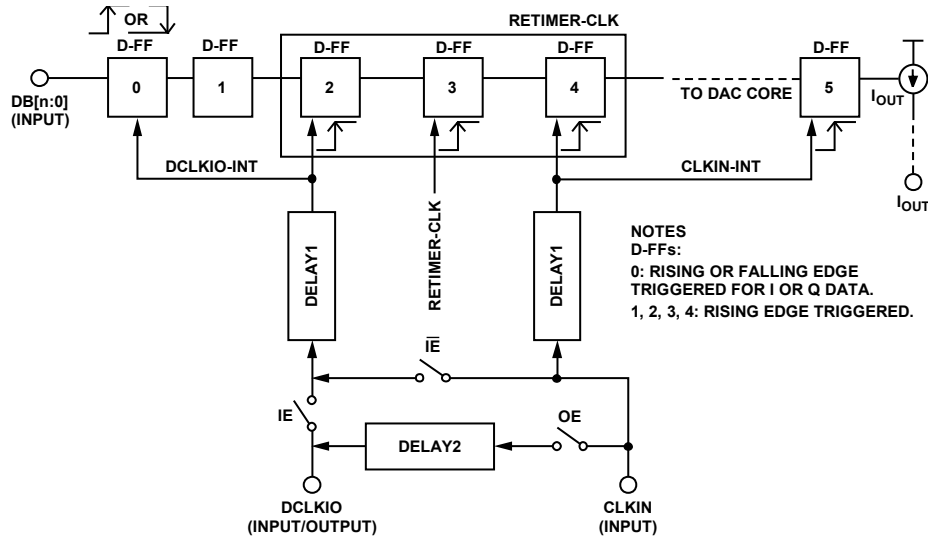 OR
RETIMER-CLK
D-FF
D-FF
D-FF
D-FF
D-FF
D-FF
0
1
2
3
4
5
DB[n:0]
(INPUT)
TO DAC CORE
IOUT
DCLKIO-INT
CLKIN-INT
IOUT
DELAY1
RETIMER-CLK
DELAY1
NOTES
D-FFs:
0: RISING OR FALLING EDGE
TRIGGERED FOR I OR Q DATA.
1, 2, 3, 4: RISING EDGE TRIGGERED.
I̅E̅
IE
OE
DELAY2
DCLKIO
(INPUT/OUTPUT)
CLKIN
(INPUT)